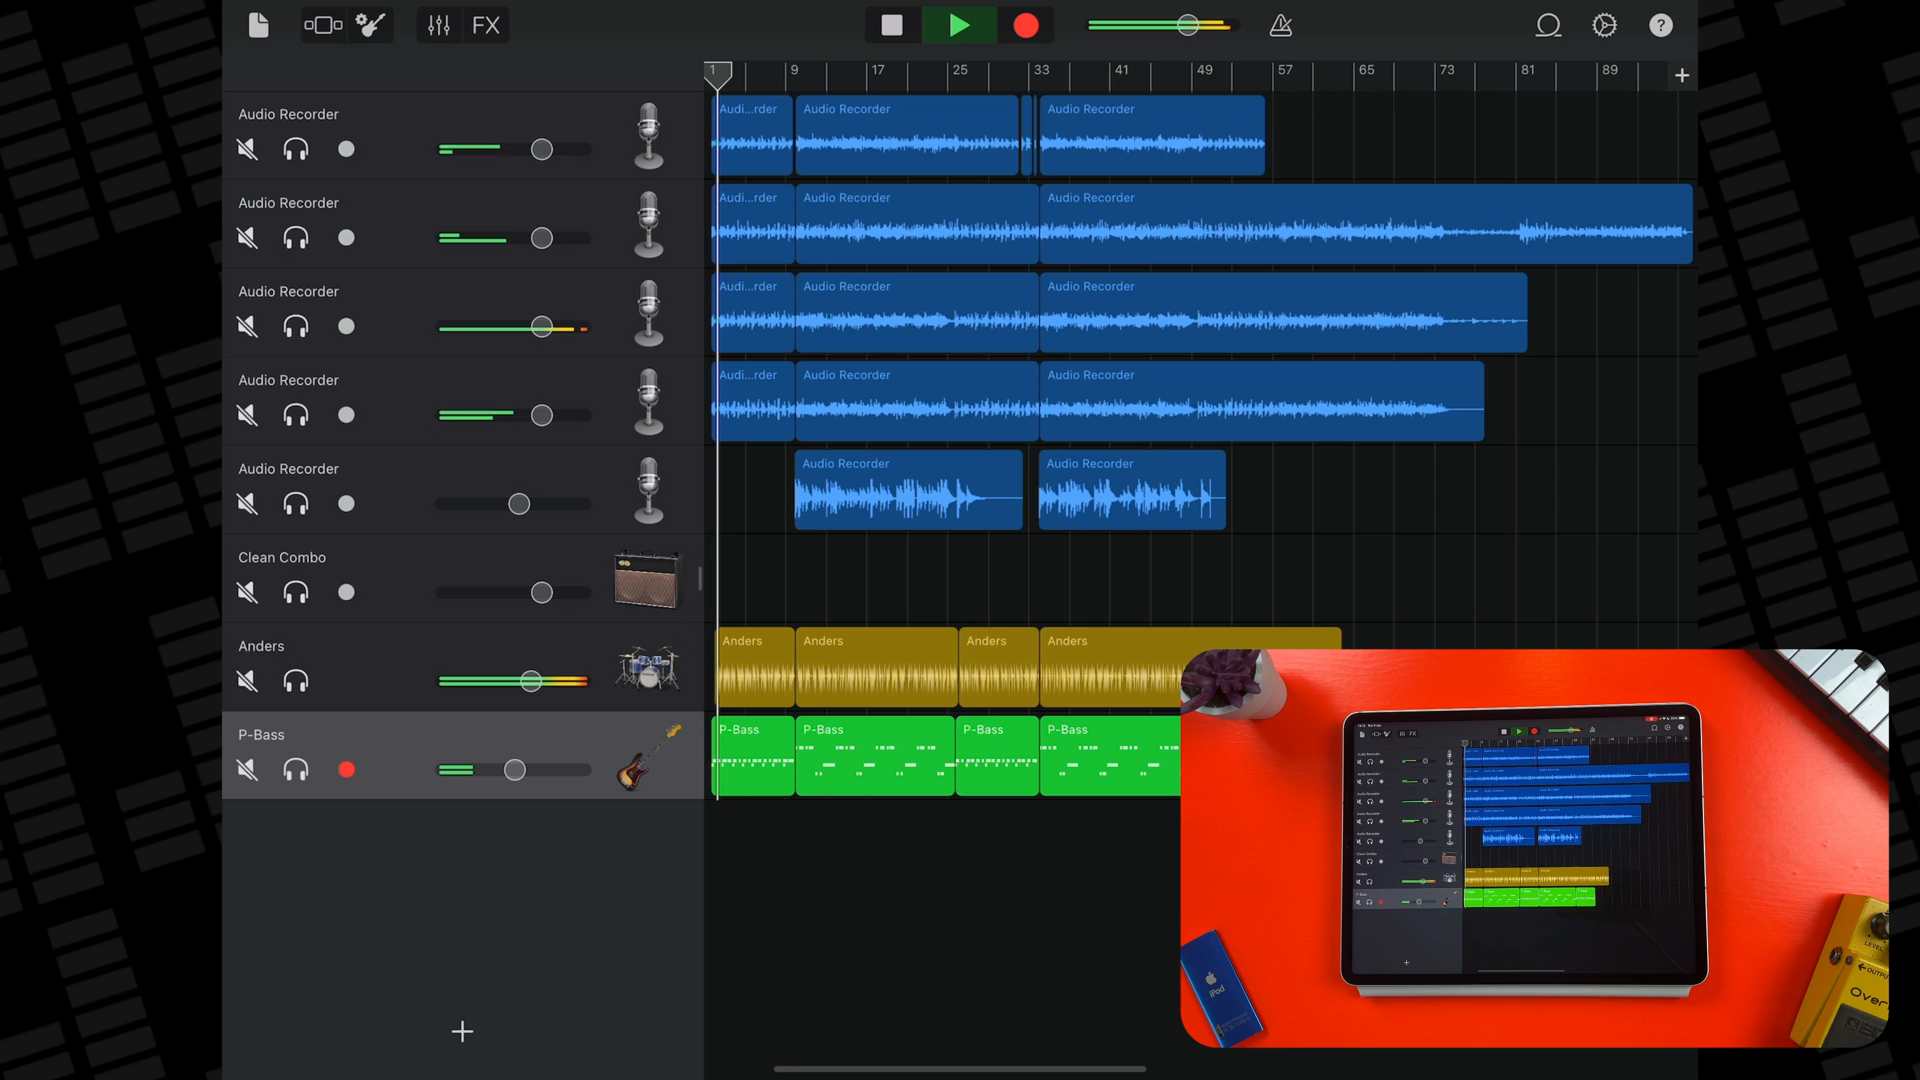 FX
?
1 9 17 25 33 41 49 57 65 73 81 89 +
Audio Recorder
Audi...rder Audio Recorder Audio Recorder
Audio Recorder
Audi...rder Audio Recorder Audio Recorder
Audio Recorder
Audi...rder Audio Recorder Audio Recorder
Audio Recorder
Audi...rder Audio Recorder Audio Recorder
Audio Recorder
Audio Recorder Audio Recorder
Clean Combo
Anders
Anders Anders Anders Anders
P-Bass
P-Bass P-Bass P-Bass P-Bass
+
iPod
LEVEL
Over